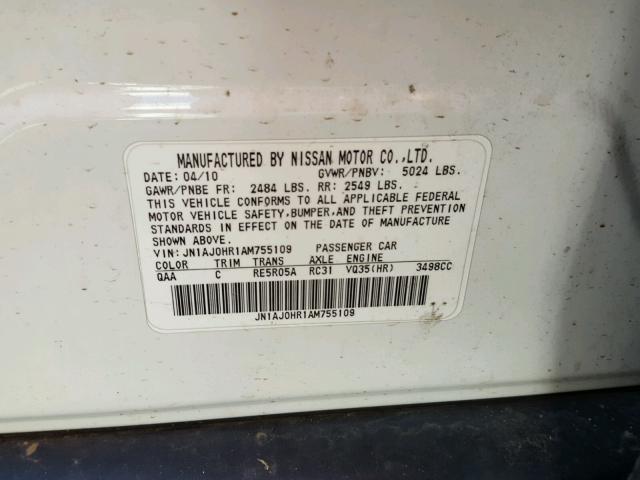 MANUFACTURED BY NISSAN MOTOR CO.,LTD.
DATE: 04/10 GVWR/PNBV: 5024 LBS.
GAWR/PNBE FR: 2484 LBS. RR: 2549 LBS.
THIS VEHICLE CONFORMS TO ALL APPLICABLE FEDERAL
MOTOR VEHICLE SAFETY,BUMPER,AND THEFT PREVENTION
STANDARDS IN EFFECT ON THE DATE OF MANUFACTURE
SHOWN ABOVE.
VIN: JN1AJ0HR1AM755109 PASSENGER CAR
COLOR TRIM TRANS AXLE ENGINE
QAA C RE5R05A RC31 VQ35(HR) 3498CC
JN1AJ0HR1AM755109